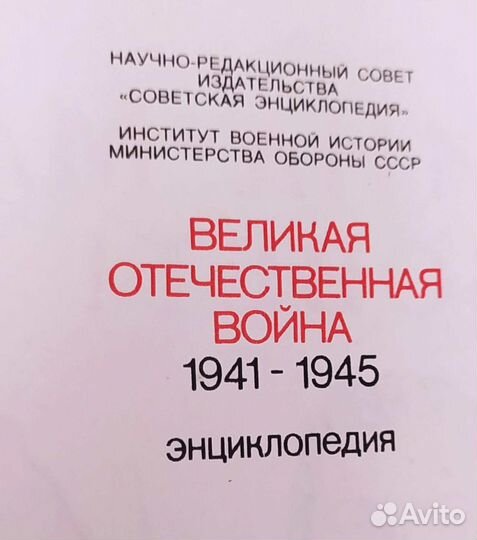 НАУЧНО-РЕДАКЦИОННЫЙ СОВЕТ
ИЗДАТЕЛЬСТВА
«СОВЕТСКАЯ ЭНЦИКЛОПЕДИЯ»
ИНСТИТУТ ВОЕННОЙ ИСТОРИИ
МИНИСТЕРСТВА ОБОРОНЫ СССР
ВЕЛИКАЯ
ОТЕЧЕСТВЕННАЯ
ВОЙНА
1941-1945
ЭНЦИКЛОПЕДИЯ
Avito